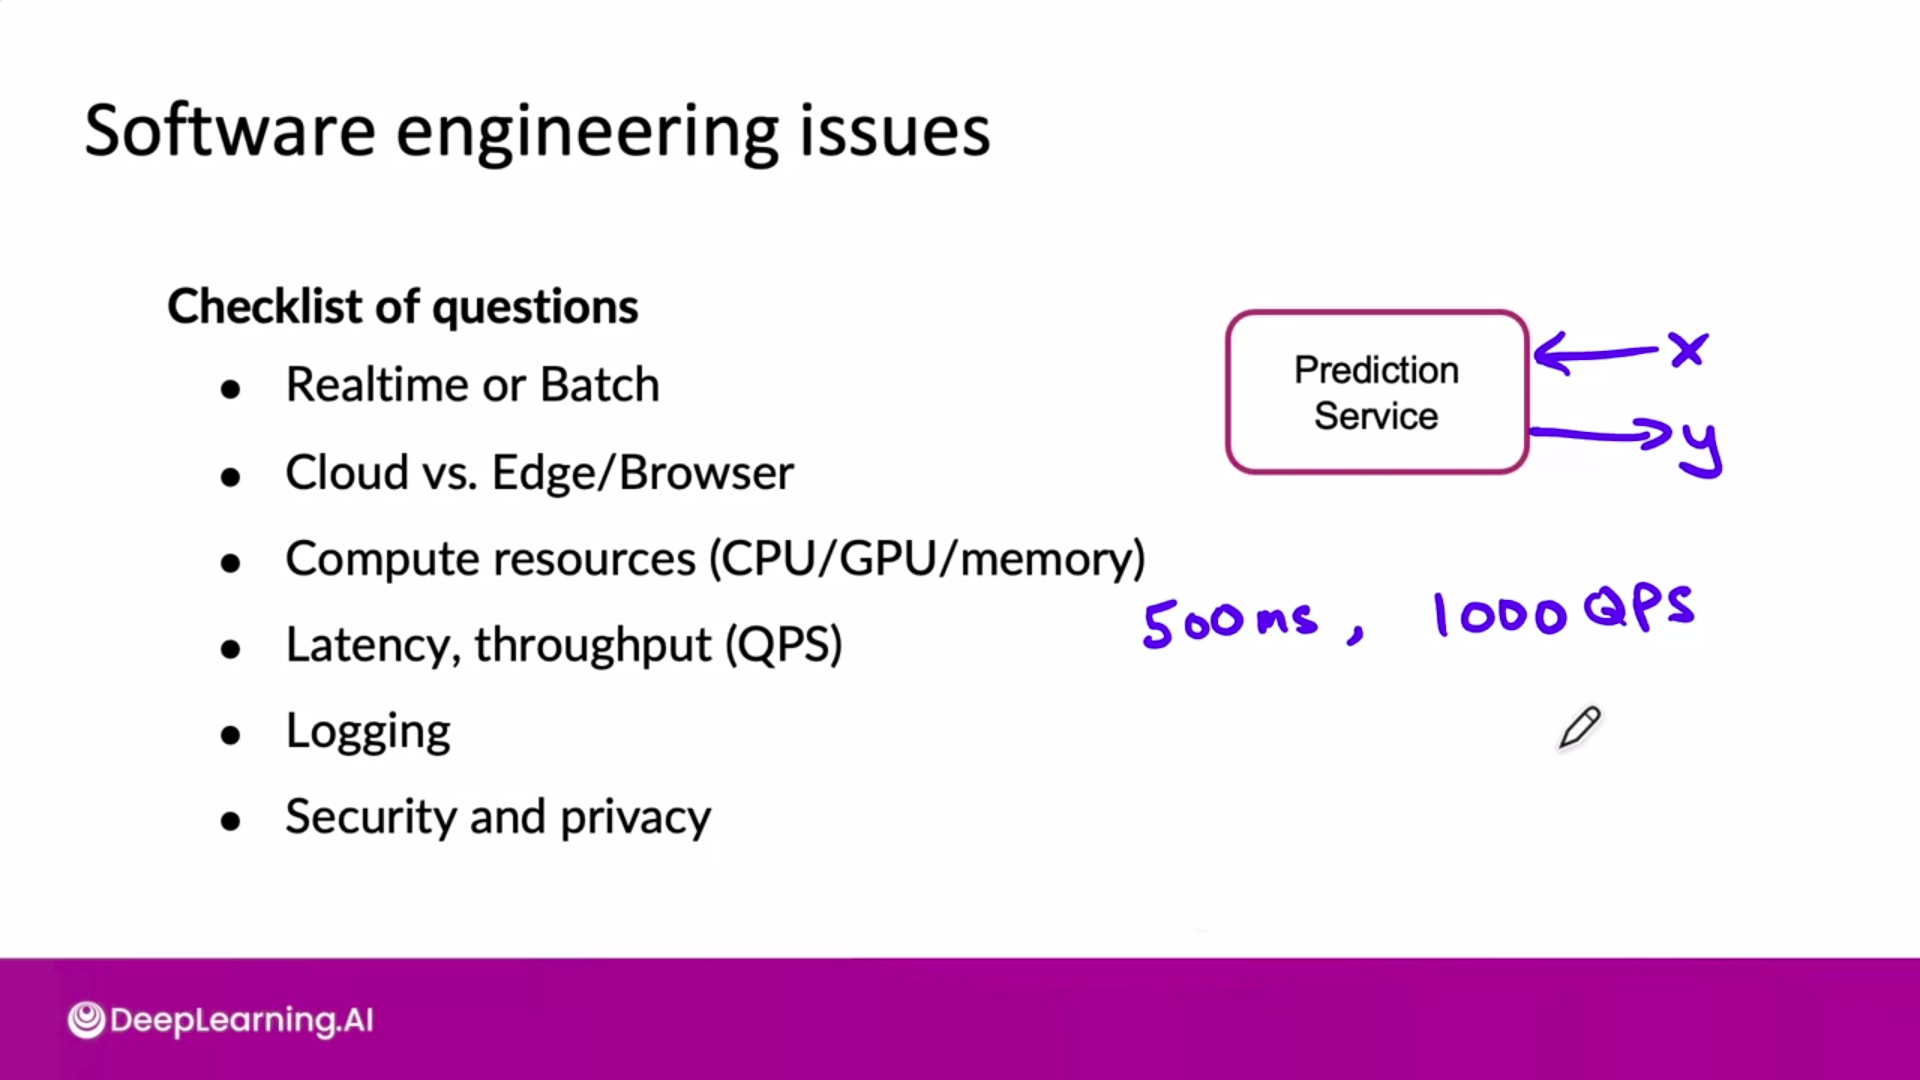 Software engineering issues
Checklist of questions
● Realtime or Batch
● Cloud vs. Edge/Browser
● Compute resources (CPU/GPU/memory)
● Latency, throughput (QPS)
● Logging
● Security and privacy
Prediction
Service
x
y
500ms, 1000 QPS
DeepLearning.AI